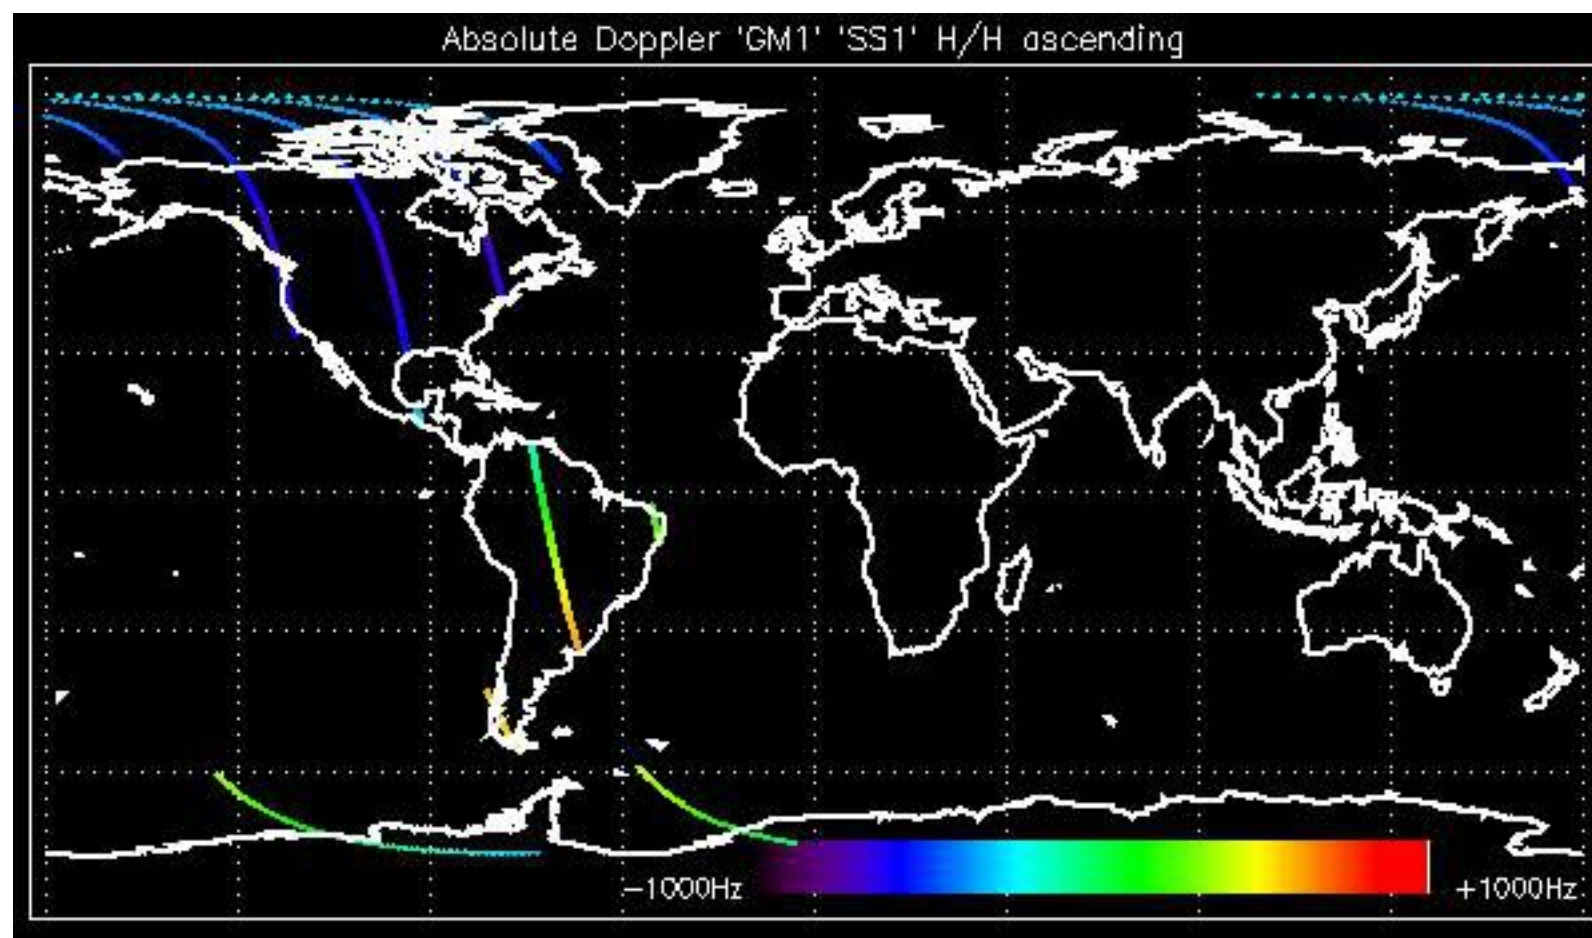 Absolute Doppler 'GM1' 'SS1' H/H ascending
-1000Hz +1000Hz